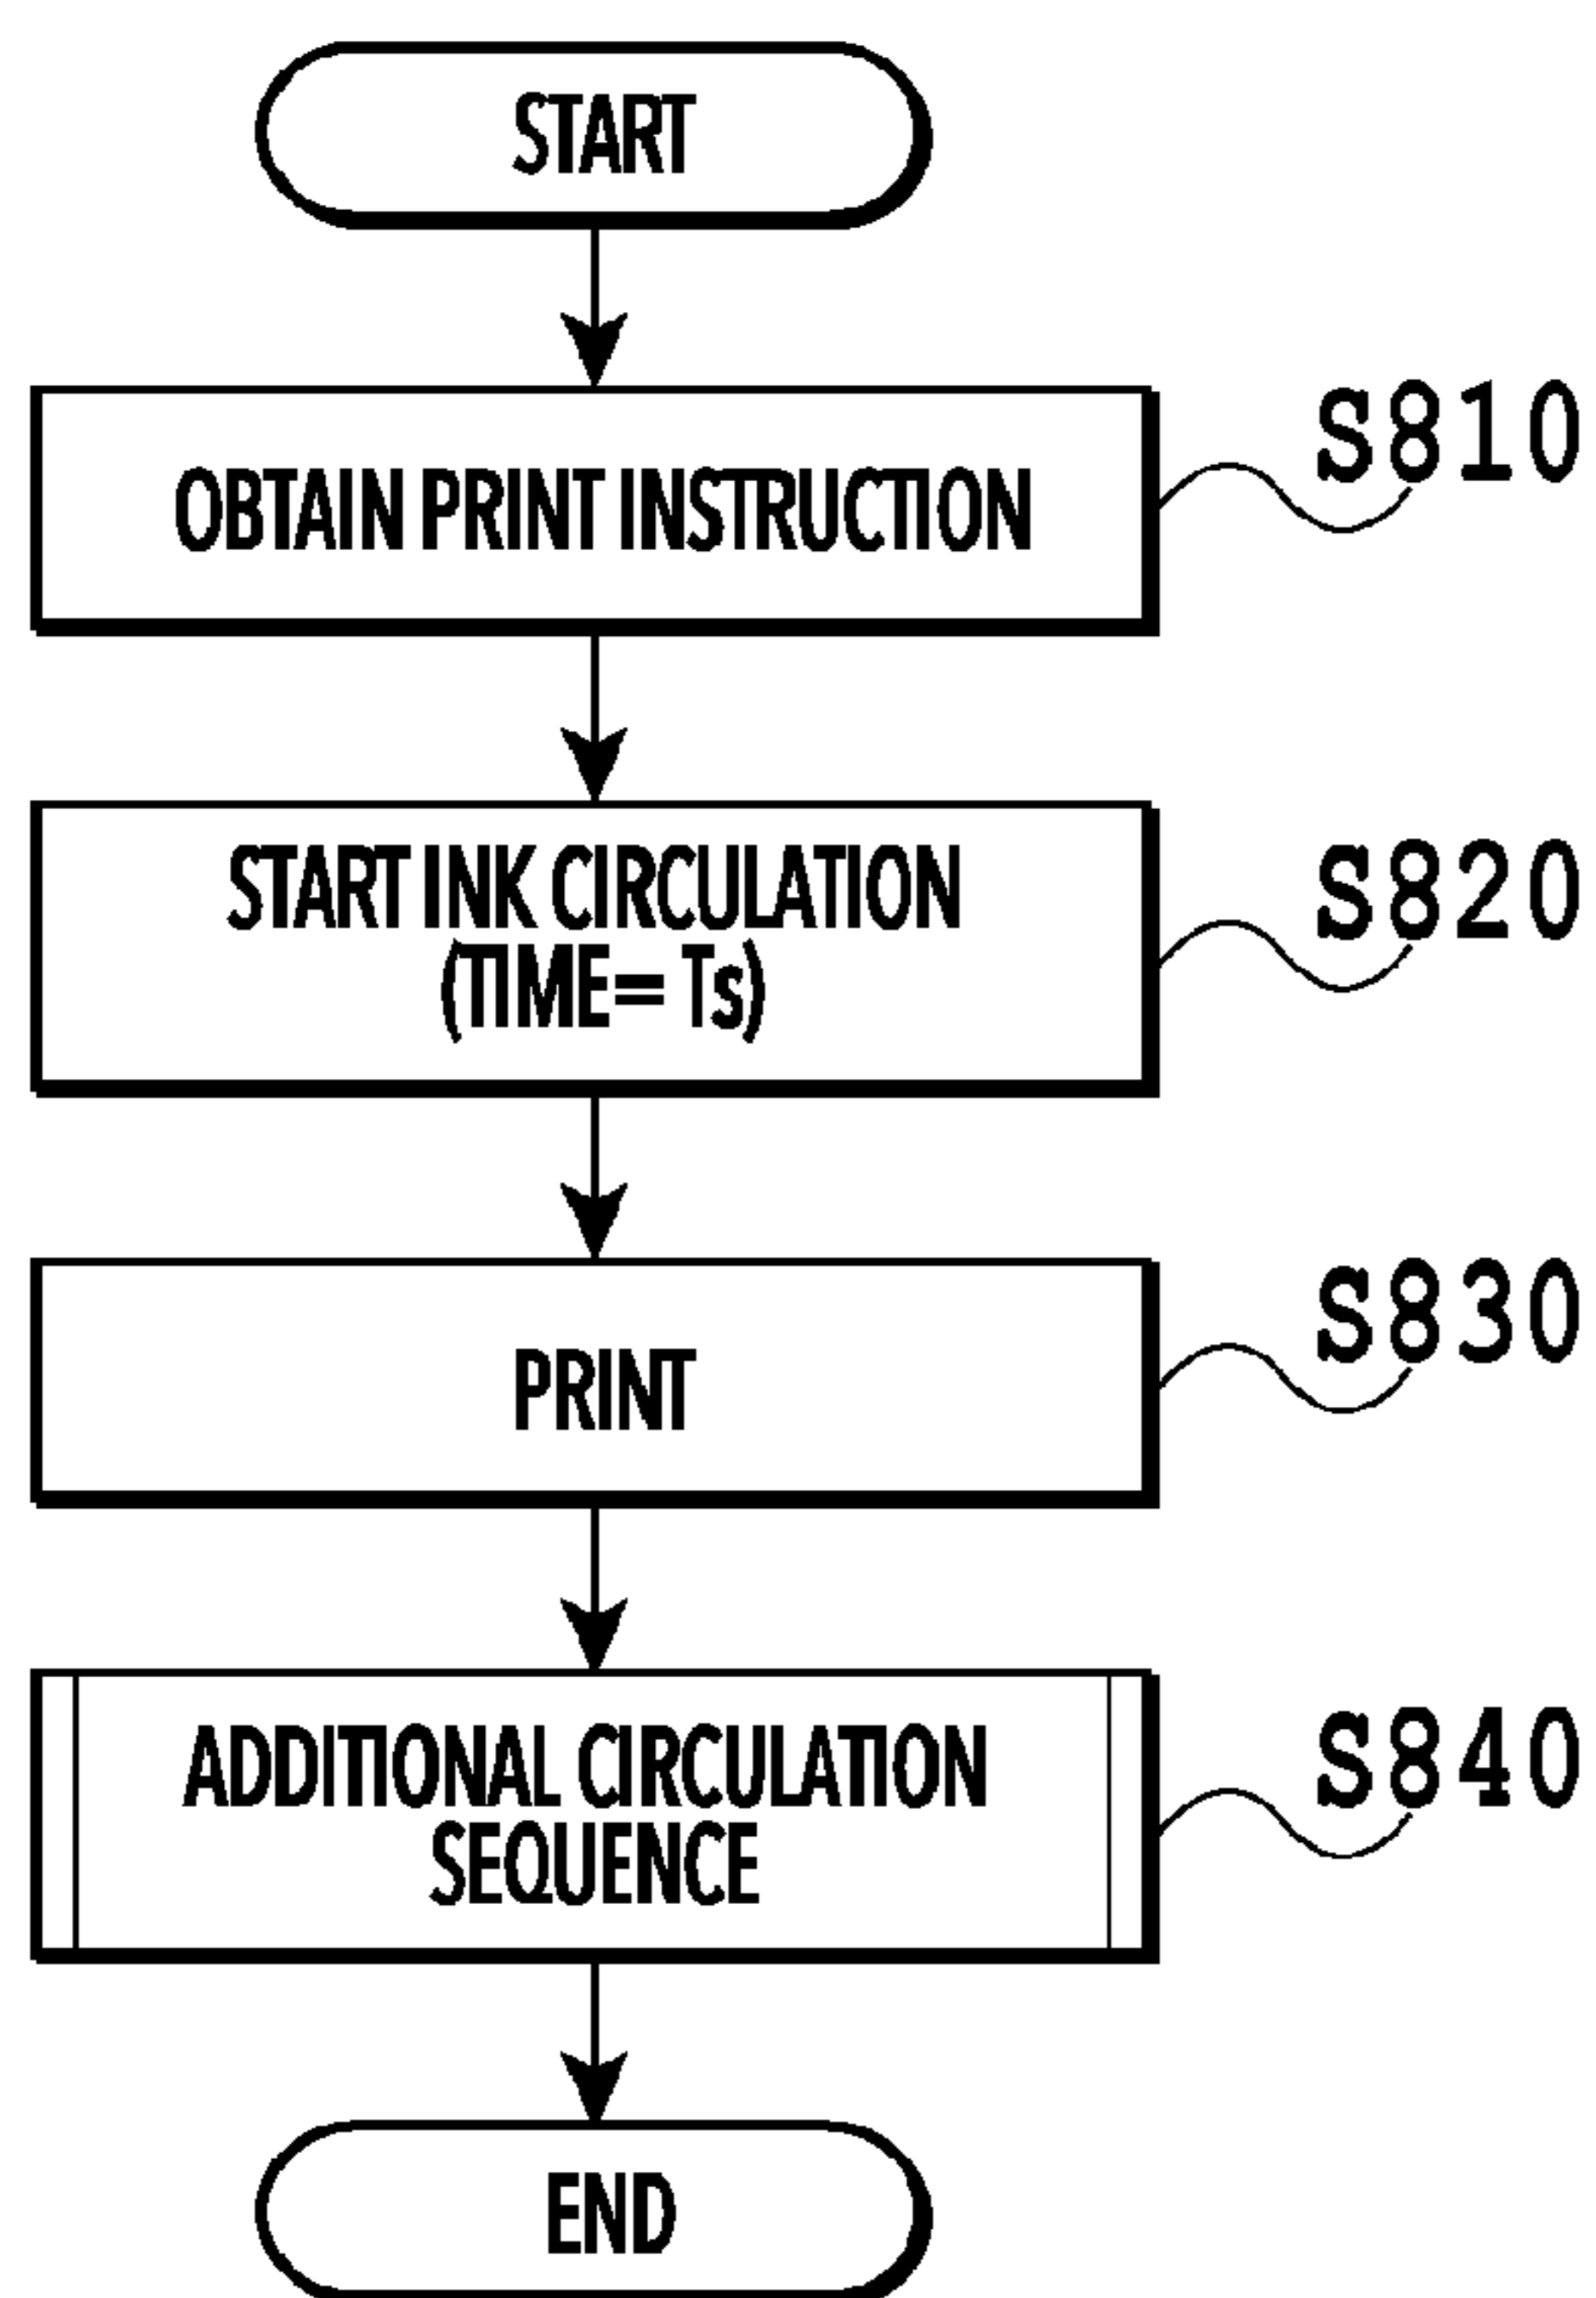 START
OBTAIN PRINT INSTRUCTION
S810
START INK CIRCULATION
(TIME= Ts)
S820
PRINT
S830
ADDITIONAL CIRCULATION
SEQUENCE
S840
END